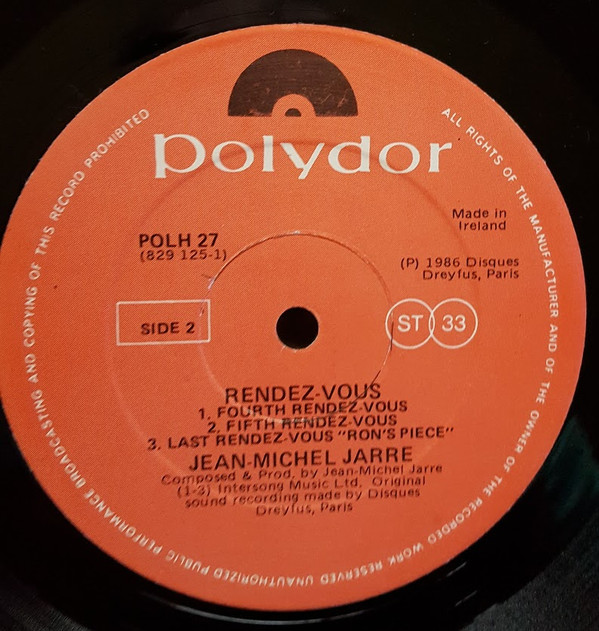 polydor
Made in
Ireland
POLH 27
(829 125-1)
(P) 1986 Disques
Dreyfus, Paris
SIDE 2
ST 33
RENDEZ-VOUS
1. FOURTH RENDEZ-VOUS
2. FIFTH RENDEZ-VOUS
3. LAST RENDEZ-VOUS "RON'S PIECE"
JEAN-MICHEL JARRE
Composed & Prod. by Jean-Michel Jarre
(1-3) Intersong Music Ltd, Original
sound recording made by Disques
Dreyfus, Paris
ALL RIGHTS OF THE MANUFACTURER AND OF THE OWNER OF THE RECORDED WORK RESERVED UNAUTHORIZED PUBLIC PERFORMANCE BROADCASTING AND COPYING OF THIS RECORD PROHIBITED